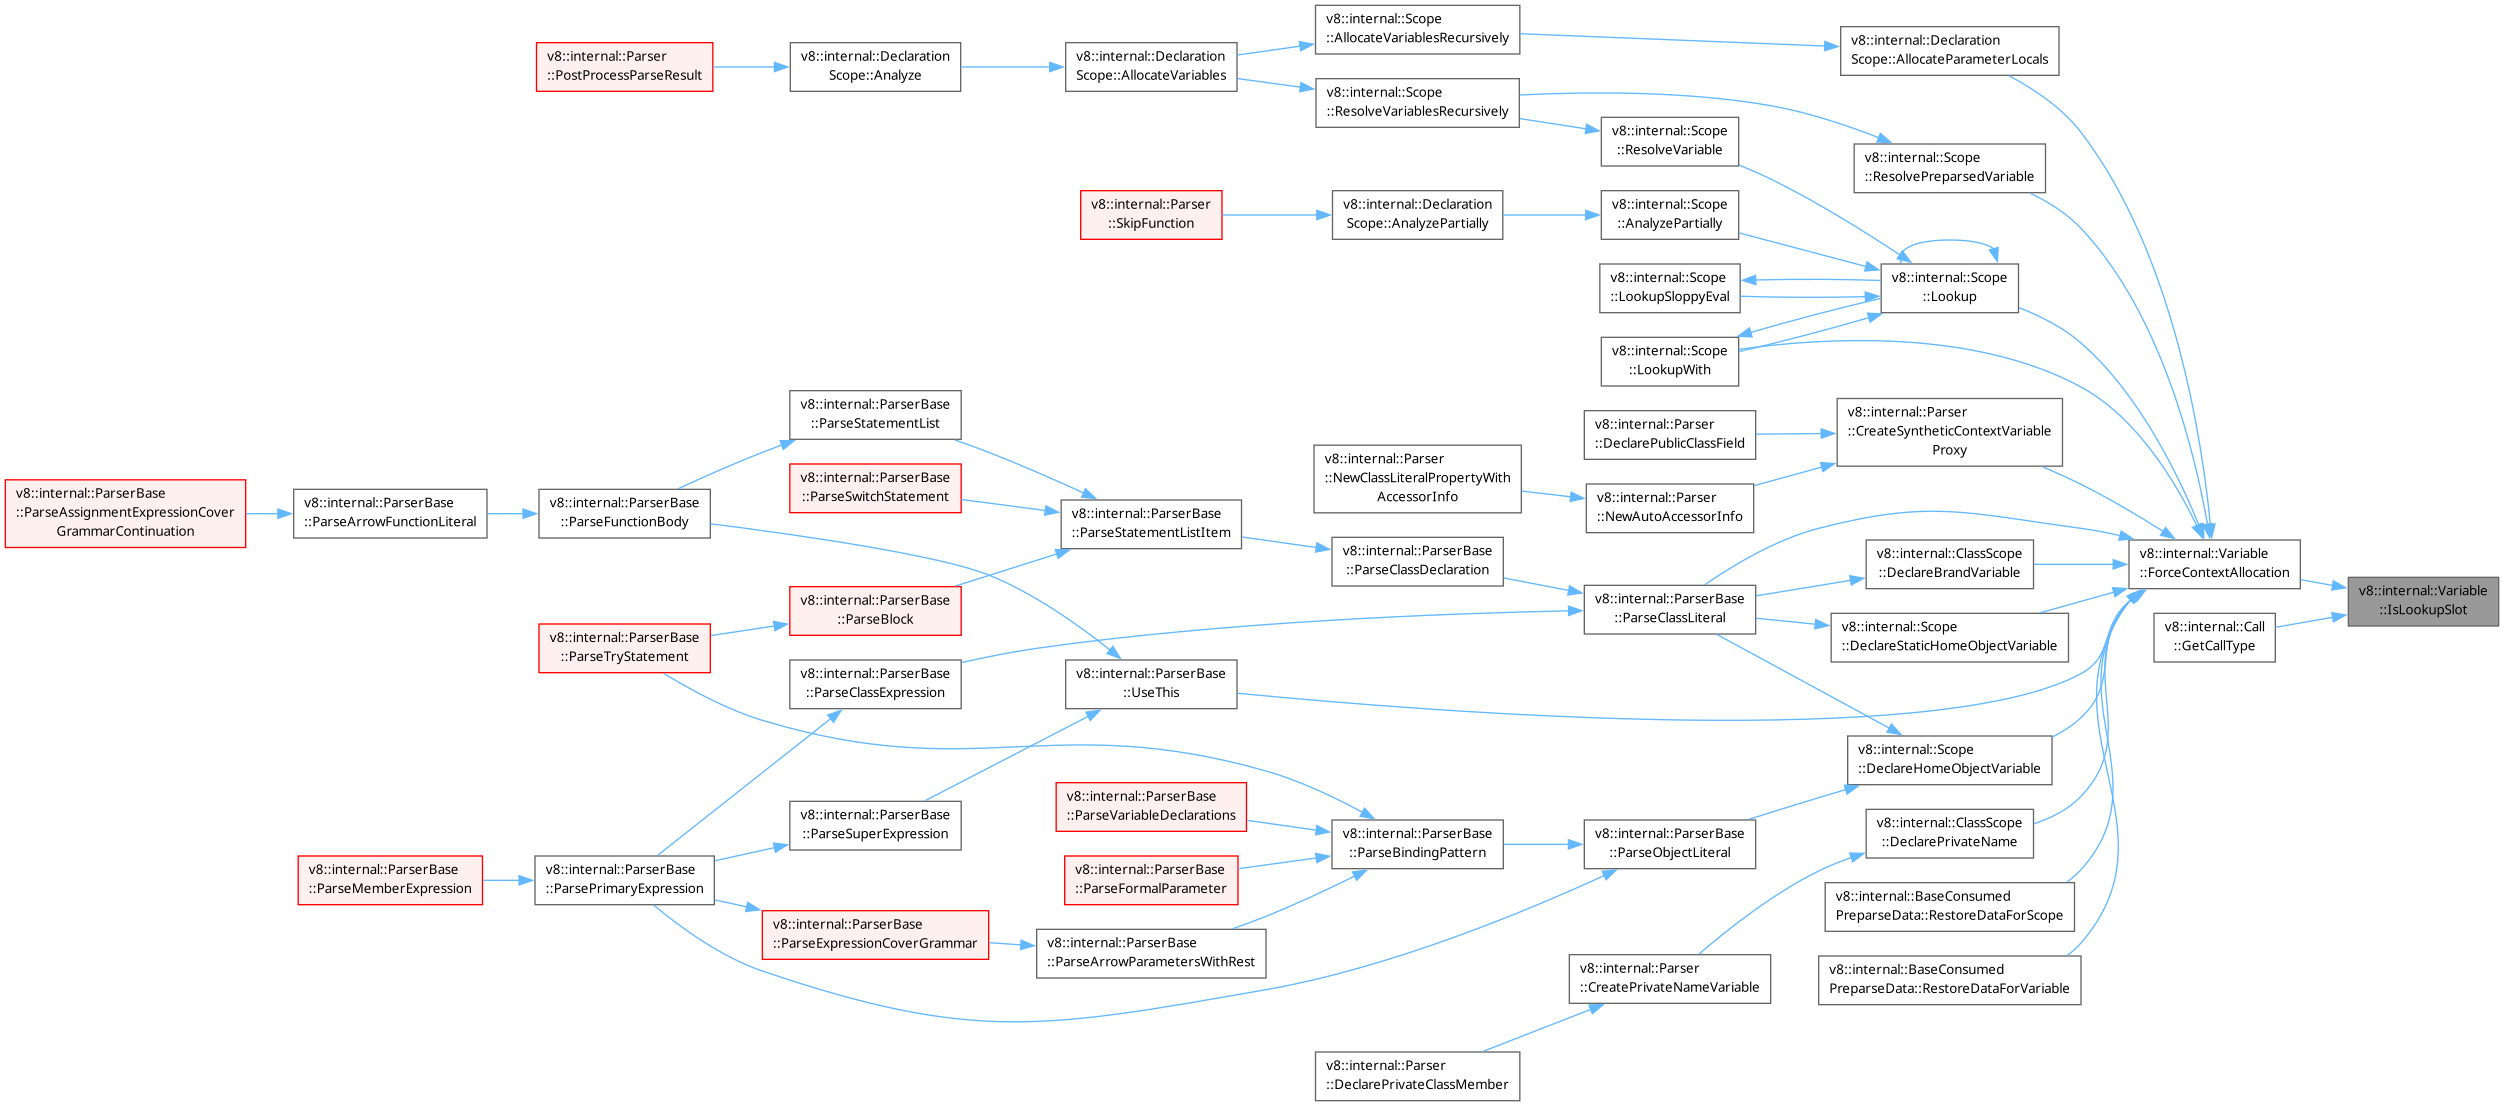 v8::internal::Scope
::AllocateVariablesRecursively
v8::internal::Declaration
Scope::AllocateParameterLocals
v8::internal::Parser
::PostProcessParseResult
v8::internal::Declaration
Scope::Analyze
v8::internal::Declaration
Scope::AllocateVariables
v8::internal::Scope
::ResolveVariablesRecursively
v8::internal::Scope
::ResolveVariable
v8::internal::Scope
::ResolvePreparsedVariable
v8::internal::Parser
::SkipFunction
v8::internal::Declaration
Scope::AnalyzePartially
v8::internal::Scope
::AnalyzePartially
v8::internal::Scope
::LookupSloppyEval
v8::internal::Scope
::Lookup
v8::internal::Scope
::LookupWith
v8::internal::ParserBase
::ParseStatementList
v8::internal::Parser
::DeclarePublicClassField
v8::internal::Parser
::CreateSyntheticContextVariable
Proxy
v8::internal::Parser
::NewClassLiteralPropertyWith
AccessorInfo
v8::internal::ParserBase
::ParseSwitchStatement
v8::internal::ParserBase
::ParseAssignmentExpressionCover
GrammarContinuation
v8::internal::ParserBase
::ParseArrowFunctionLiteral
v8::internal::ParserBase
::ParseFunctionBody
v8::internal::ParserBase
::ParseStatementListItem
v8::internal::Parser
::NewAutoAccessorInfo
v8::internal::ParserBase
::ParseClassDeclaration
v8::internal::ClassScope
::DeclareBrandVariable
v8::internal::Variable
::ForceContextAllocation
v8::internal::Variable
::IsLookupSlot
v8::internal::ParserBase
::ParseBlock
v8::internal::ParserBase
::ParseClassLiteral
v8::internal::Scope
::DeclareStaticHomeObjectVariable
v8::internal::Call
::GetCallType
v8::internal::ParserBase
::ParseTryStatement
v8::internal::ParserBase
::ParseClassExpression
v8::internal::ParserBase
::UseThis
v8::internal::Scope
::DeclareHomeObjectVariable
v8::internal::ParserBase
::ParseVariableDeclarations
v8::internal::ParserBase
::ParseSuperExpression
v8::internal::ParserBase
::ParseBindingPattern
v8::internal::ParserBase
::ParseObjectLiteral
v8::internal::ClassScope
::DeclarePrivateName
v8::internal::ParserBase
::ParseMemberExpression
v8::internal::ParserBase
::ParsePrimaryExpression
v8::internal::ParserBase
::ParseFormalParameter
v8::internal::BaseConsumed
PreparseData::RestoreDataForScope
v8::internal::ParserBase
::ParseExpressionCoverGrammar
v8::internal::ParserBase
::ParseArrowParametersWithRest
v8::internal::Parser
::CreatePrivateNameVariable
v8::internal::BaseConsumed
PreparseData::RestoreDataForVariable
v8::internal::Parser
::DeclarePrivateClassMember